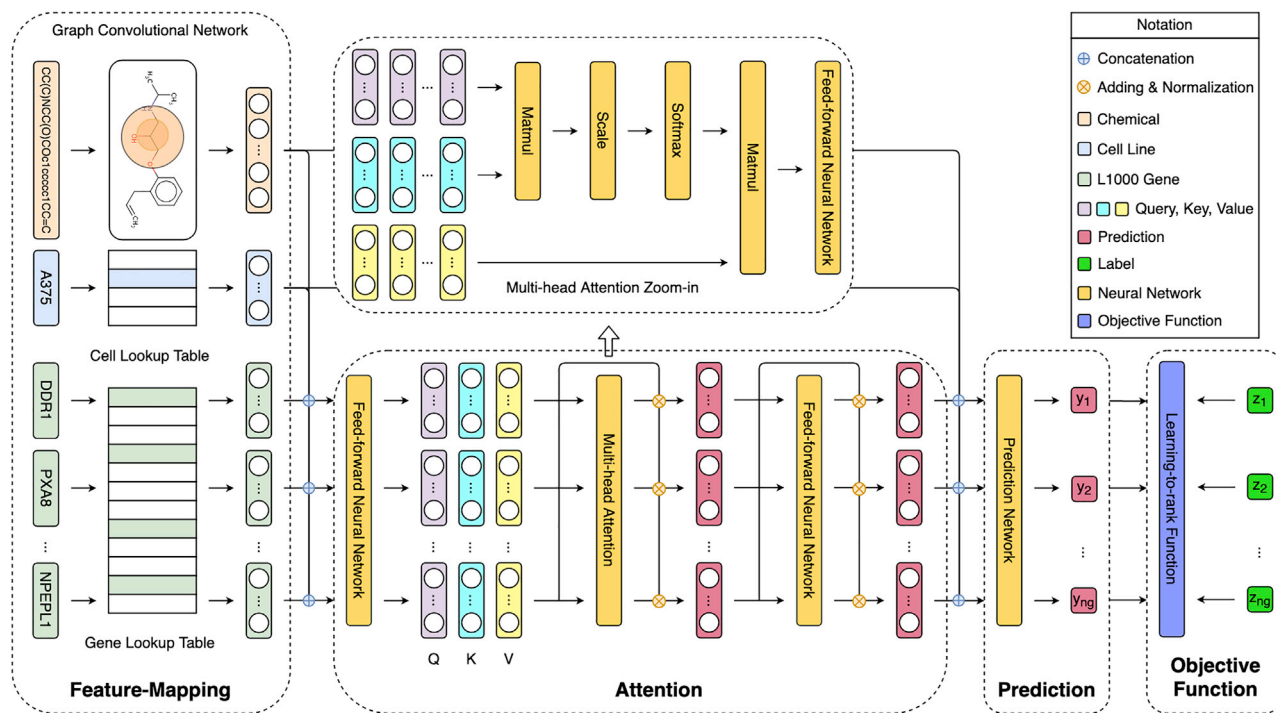 Graph Convolutional Network
CC(C)NCC(O)COc1ccccc1CC=C
H₃C
CH₃
OH
O
CH₂
A375
Cell Lookup Table
DDR1
PXA8
...
NPEPL1
Gene Lookup Table
Feature-Mapping
Matmul
Scale
Softmax
Matmul
Feed-forward Neural Network
Multi-head Attention Zoom-in
Feed-forward Neural Network
Q
K
V
Multi-head Attention
Feed-forward Neural Network
Attention
Prediction Network
y₁
y₂
...
yng
Prediction
Learning-to-rank Function
z₁
z₂
...
zng
Objective
Function
Notation
Concatenation
Adding & Normalization
Chemical
Cell Line
L1000 Gene
Query, Key, Value
Prediction
Label
Neural Network
Objective Function